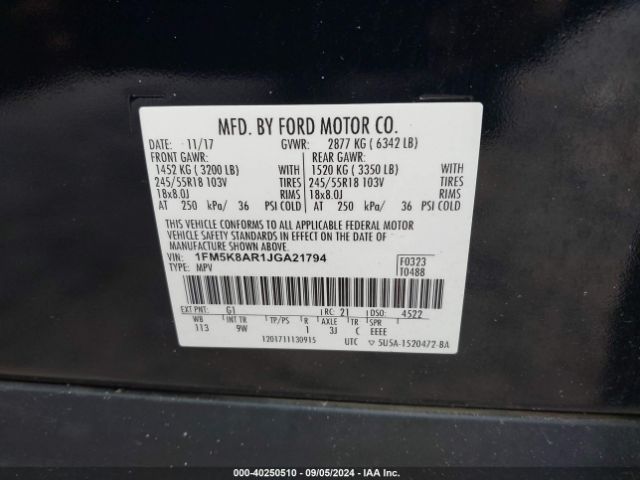 MFD. BY FORD MOTOR CO.
DATE: 11/17 GVWR: 2877 KG ( 6342 LB)
FRONT GAWR: REAR GAWR:
1452 KG ( 3200 LB) WITH 1520 KG ( 3350 LB) WITH
245/55R18 103V TIRES 245/55R18 103V TIRES
18x8.0J RIMS 18x8.0J RIMS
AT 250 kPa/ 36 PSI COLD AT 250 kPa/ 36 PSI COLD
THIS VEHICLE CONFORMS TO ALL APPLICABLE FEDERAL MOTOR
VEHICLE SAFETY STANDARDS IN EFFECT ON THE DATE OF
MANUFACTURE SHOWN ABOVE.
VIN: 1FM5K8AR1JGA21794 F0323
TYPE: MPV T0488
EXT PNT: G1 RC: 21 DSO: 4522
WB INT TR TP/PS R AXLE TR SPR
113 9W 1 3J C EEEE
1201711130915 UTC 5U5A-1520472-BA
© - 40250510 - 09/05/2024 - IAA Inc.